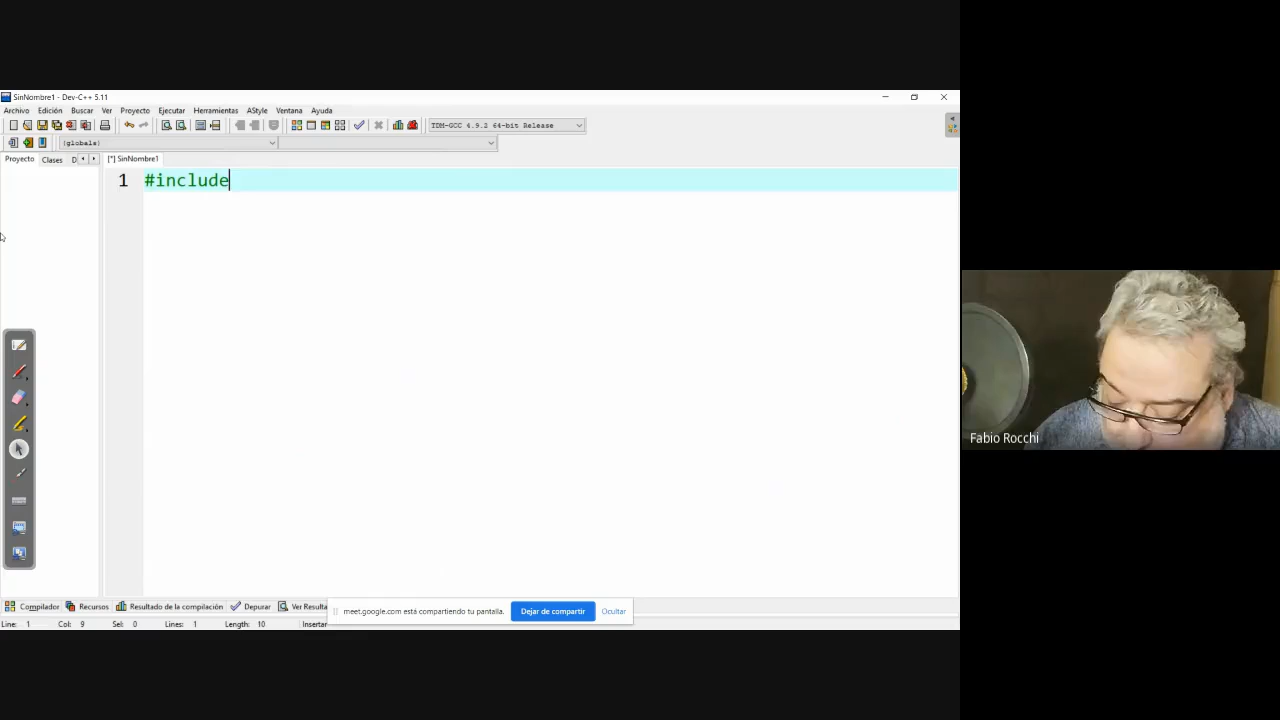 SinNombre1 - Dev-C++ 5.11
Archivo Edición Buscar Ver Proyecto Ejecutar Herramientas AStyle Ventana Ayuda
TDM-GCC 4.9.2 64-bit Release
(globals)
Proyecto Clases D [*] SinNombre1
1 #include
Fabio Rocchi
Compilador Recursos Resultado de la compilación Depurar Ver Resulta
meet.google.com está compartiendo tu pantalla. Dejar de compartir Ocultar
Line: 1 Col: 9 Sel: 0 Lines: 1 Length: 10 Insertar